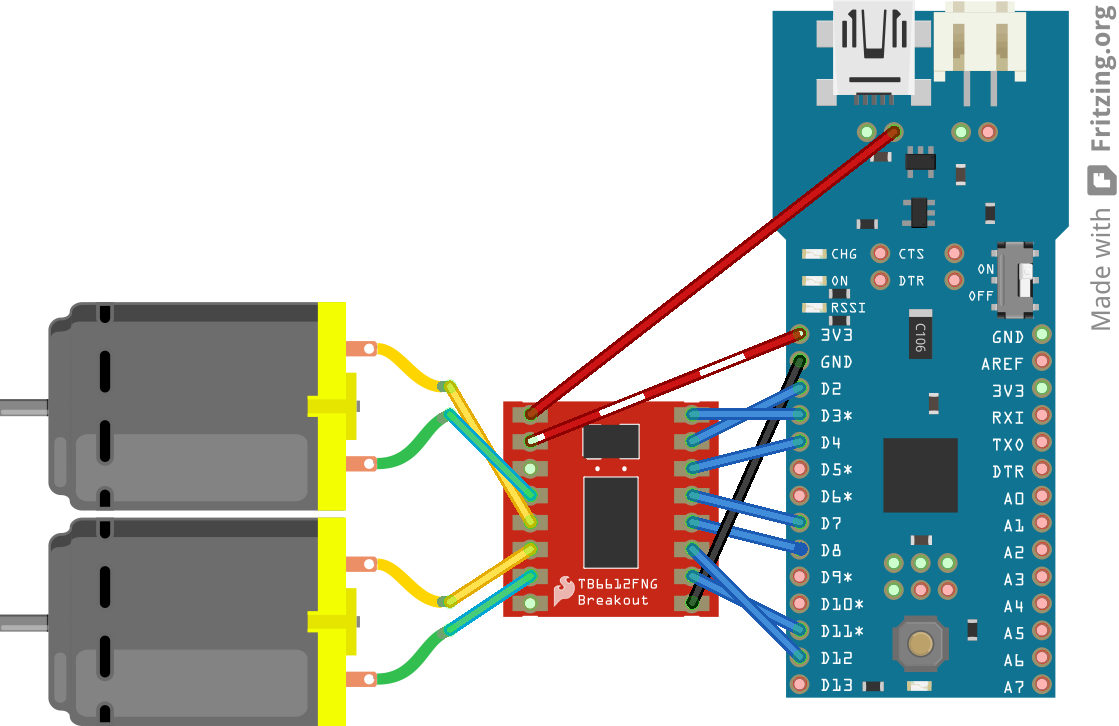 CHG
CTS
ON
DTR
RSSI
ON
OFF
3V3
GND
D2
D3*
D4
D5*
D6*
D7
D8
D9*
D10*
D11*
D12
D13
C106
GND
AREF
3V3
RXI
TXO
DTR
A0
A1
A2
A3
A4
A5
A6
A7
TB6612FNG
Breakout
Made with Fritzing.org